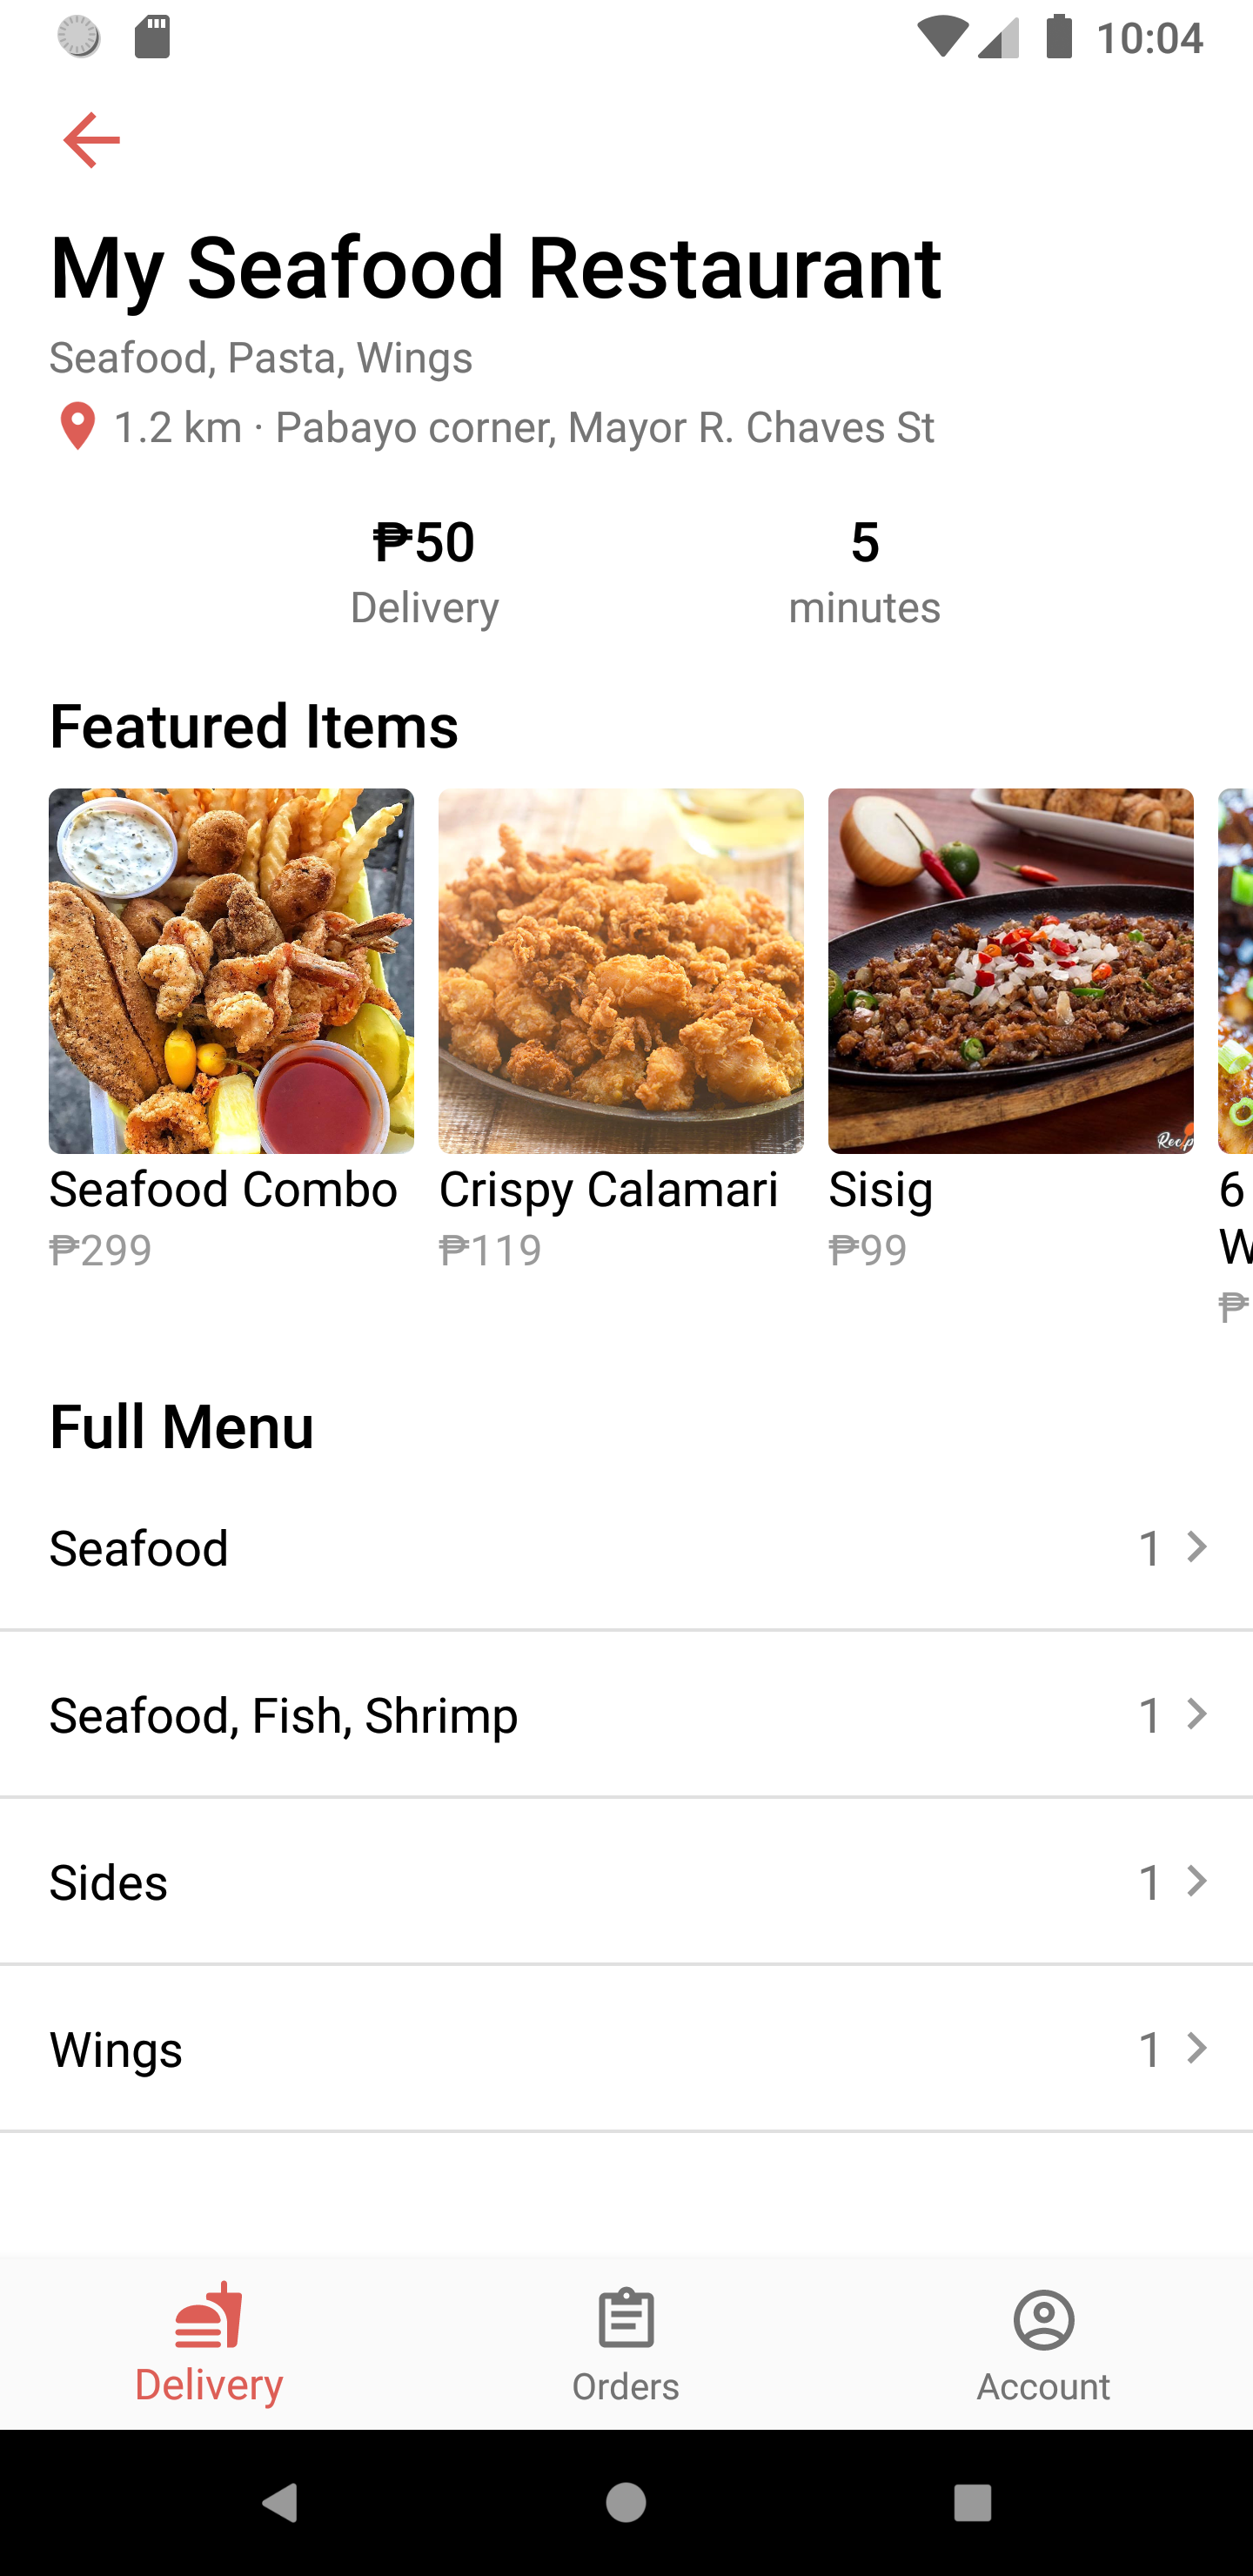 10:04
My Seafood Restaurant
Seafood, Pasta, Wings
1.2 km · Pabayo corner, Mayor R. Chaves St
₱50
Delivery
5
minutes
Featured Items
Seafood Combo
₱299
Crispy Calamari
₱119
Sisig
₱99
6
W
₱
Full Menu
Seafood 1
Seafood, Fish, Shrimp 1
Sides 1
Wings 1
Delivery
Orders
Account